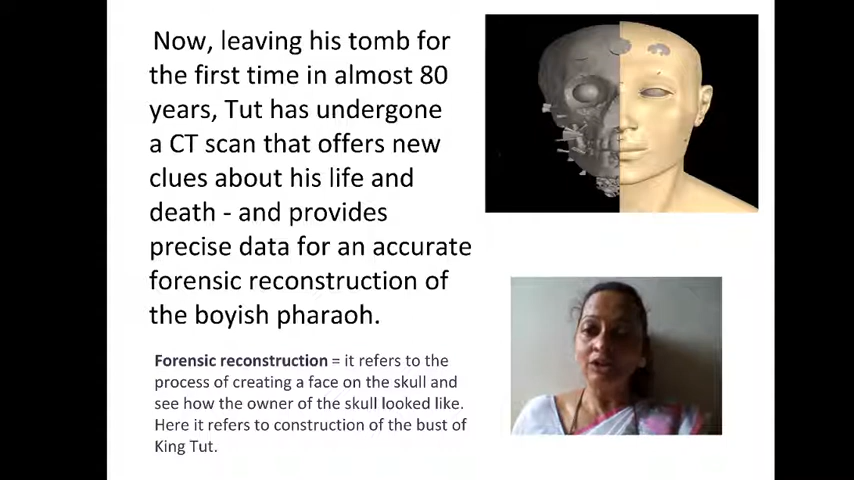 Now, leaving his tomb for
the first time in almost 80
years, Tut has undergone
a CT scan that offers new
clues about his life and
death - and provides
precise data for an accurate
forensic reconstruction of
the boyish pharaoh.
Forensic reconstruction = it refers to the
process of creating a face on the skull and
see how the owner of the skull looked like.
Here it refers to construction of the bust of
King Tut.